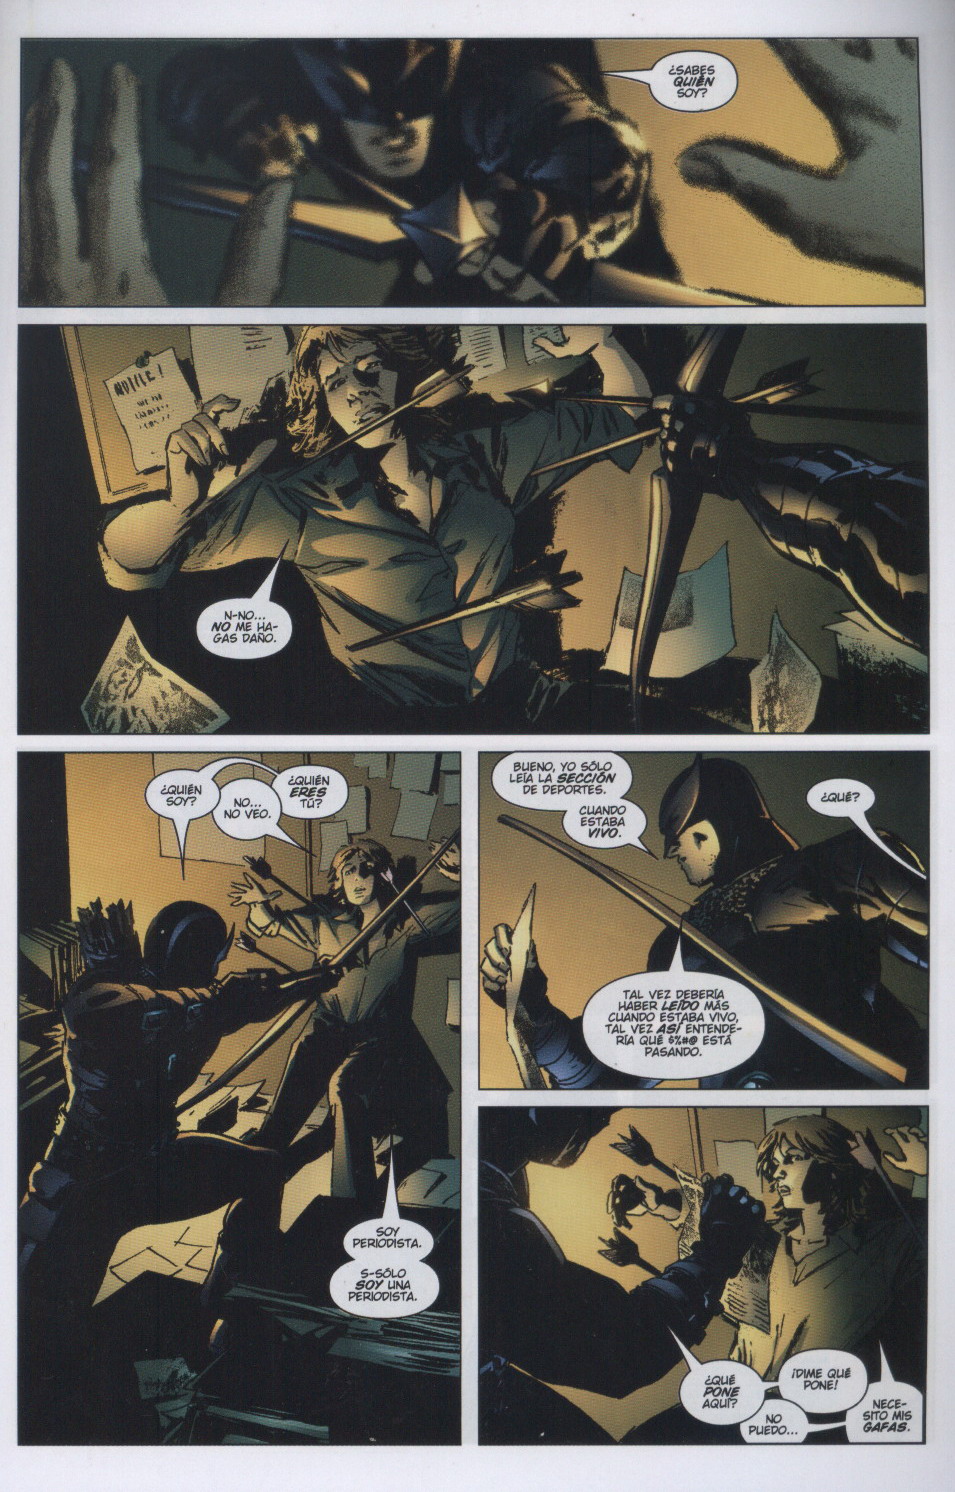 ¿SABES
QUIÉN
SOY?
NOTICE!
N-NO...
NO ME HA-
GAS DAÑO.
¿QUIÉN
SOY?
NO...
NO VEO.
¿QUIÉN
ERES
TÚ?
SOY
PERIODISTA.
S-SÓLO
SOY UNA
PERIODISTA.
BUENO, YO SÓLO
LEÍA LA SECCIÓN
DE DEPORTES.
CUANDO
ESTABA
VIVO.
¿QUÉ?
TAL VEZ DEBERÍA
HABER LEÍDO MÁS
CUANDO ESTABA VIVO,
TAL VEZ ASÍ ENTENDE-
RÍA QUÉ $%#@ ESTÁ
PASANDO.
¿QUÉ
PONE
AQUÍ?
NO
PUEDO...
¡DIME QUÉ
PONE!
NECE-
SITO MIS
GAFAS.